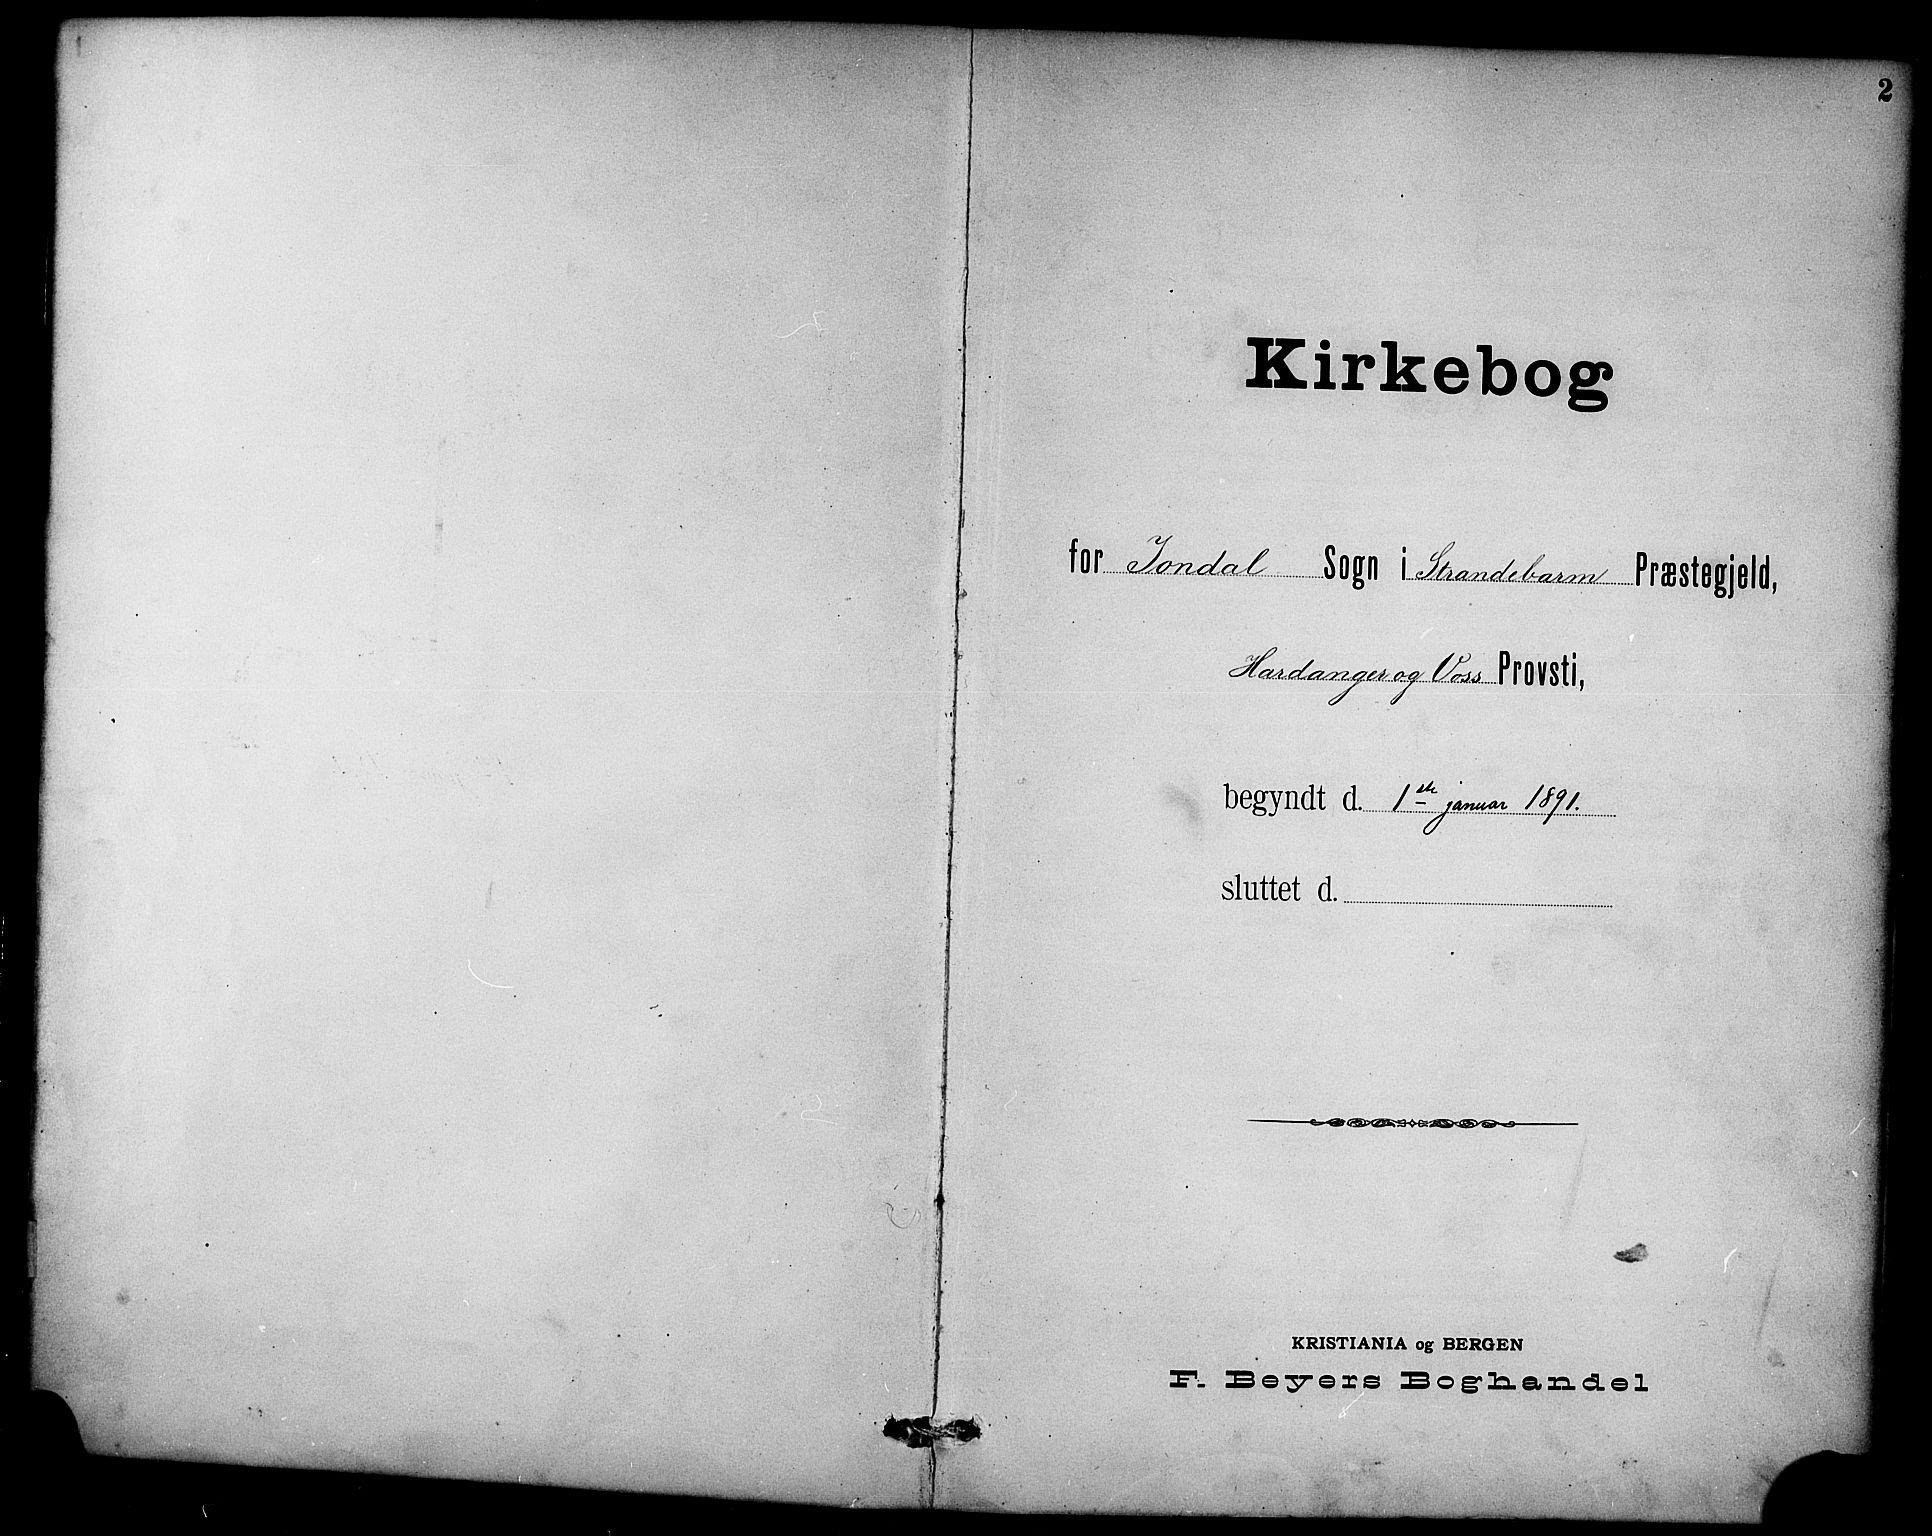 2
Kirkebog
for Jondal Sogn i Strandebarm Præstegjeld,
Hardanger og Voss Provsti,
begyndt d. 1ste januar 1891.
sluttet d.
KRISTIANIA og BERGEN
F. Beyers Boghandel